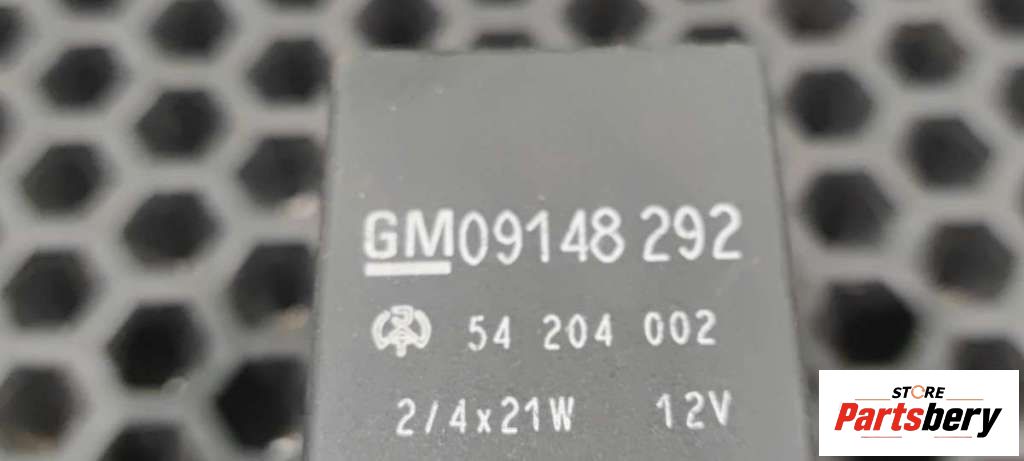 GM09148 292
54 204 002
2/4x21W 12V
STORE
Partsbery